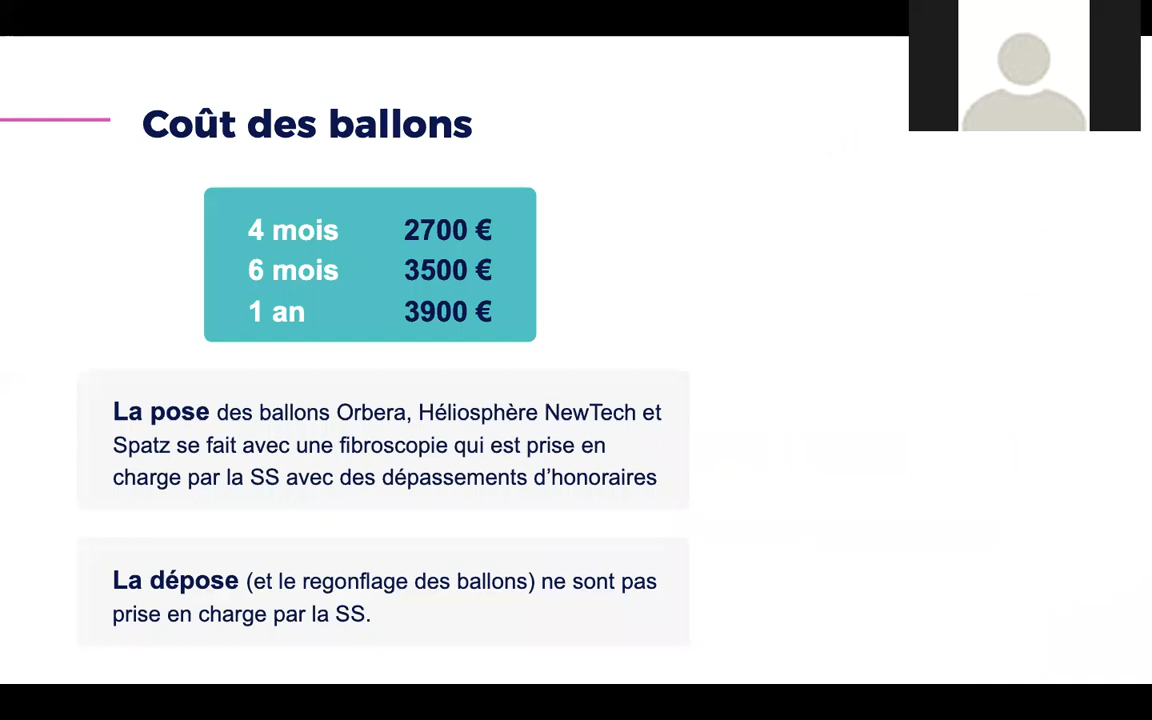 Coût des ballons
4 mois 2700 €
6 mois 3500 €
1 an 3900 €
La pose des ballons Orbera, Héliosphère NewTech et
Spatz se fait avec une fibroscopie qui est prise en
charge par la SS avec des dépassements d’honoraires
La dépose (et le regonflage des ballons) ne sont pas
prise en charge par la SS.